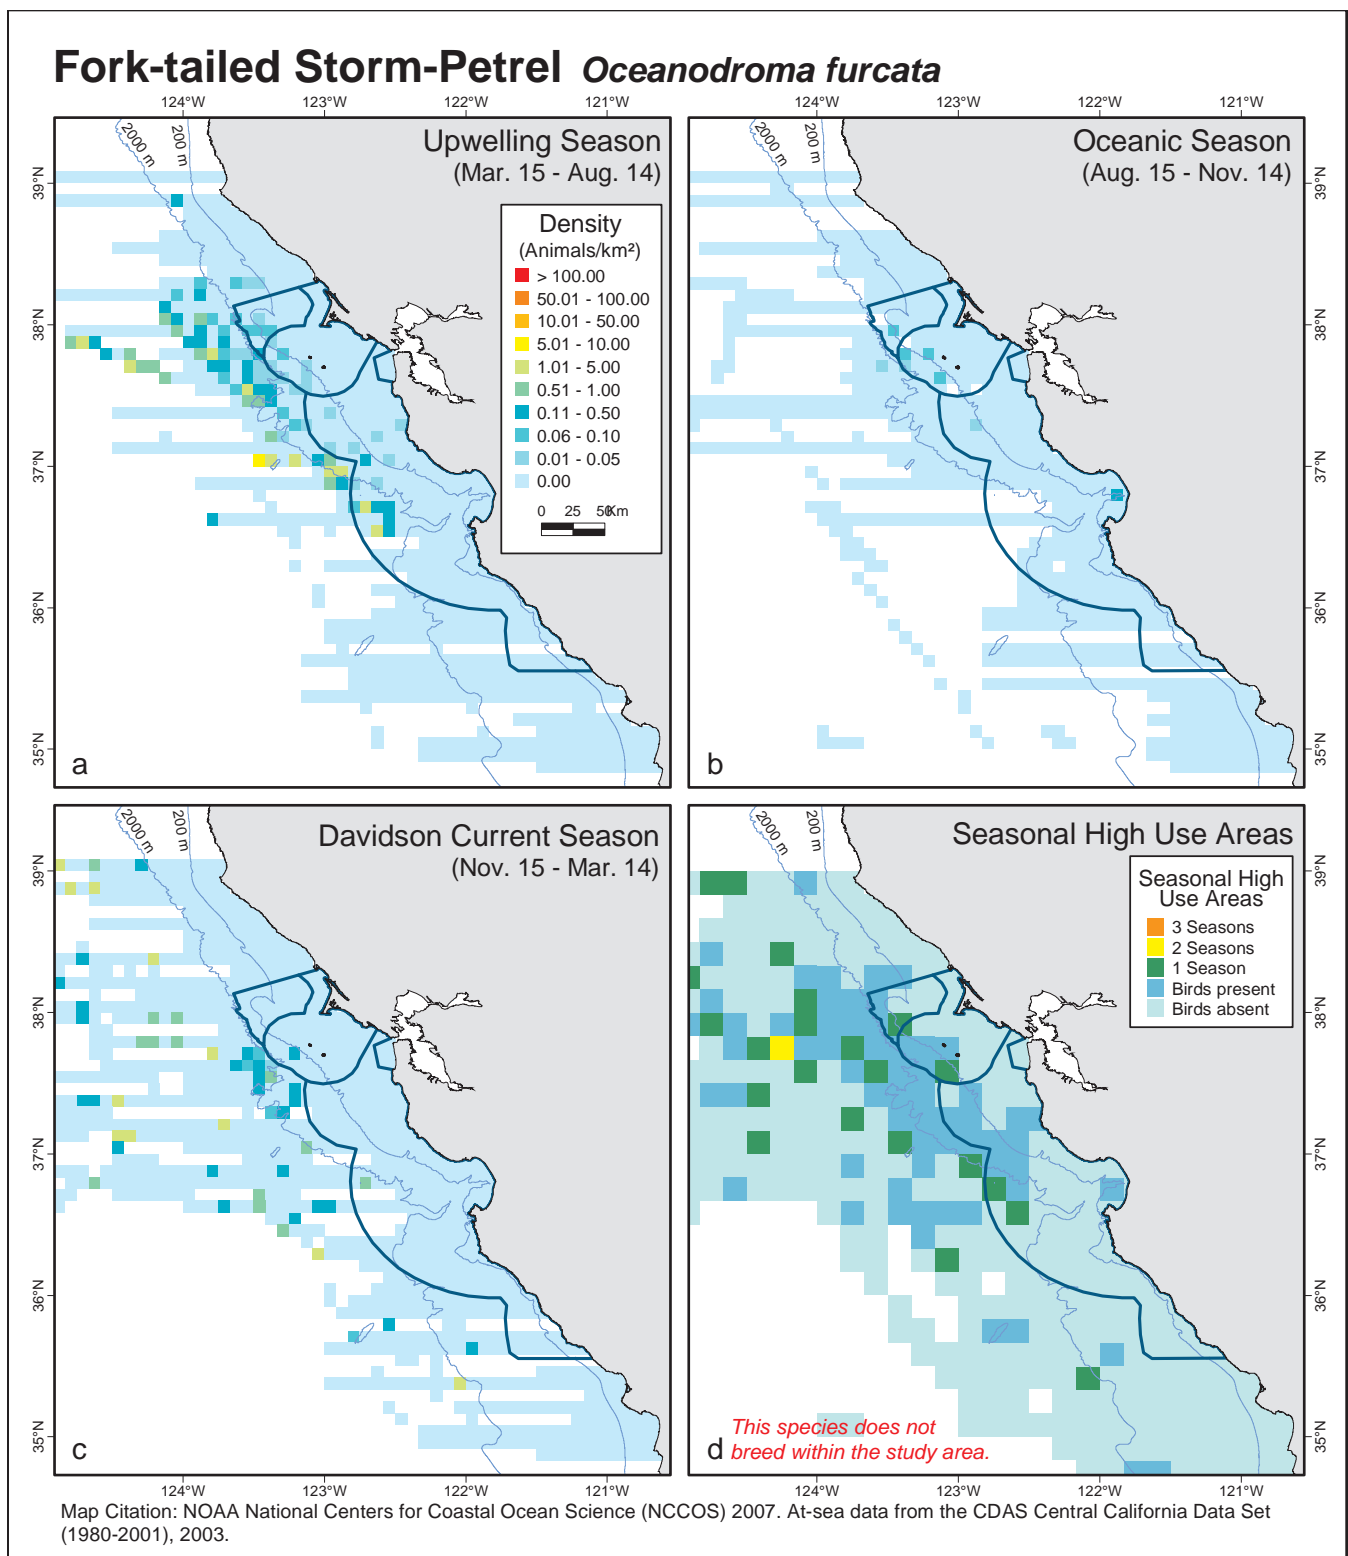 Fork-tailed Storm-Petrel Oceanodroma furcata
124°W 123°W 122°W 121°W 124°W 123°W 122°W 121°W
2000 m
200 m
Upwelling Season
(Mar. 15 - Aug. 14)
39°N
38°N
37°N
36°N
35°N
Density
(Animals/km²)
> 100.00
50.01 - 100.00
10.01 - 50.00
5.01 - 10.00
1.01 - 5.00
0.51 - 1.00
0.11 - 0.50
0.06 - 0.10
0.01 - 0.05
0.00
0 25 50 Km
a
2000 m
200 m
Oceanic Season
(Aug. 15 - Nov. 14)
39°N
38°N
37°N
36°N
35°N
b
2000 m
200 m
Davidson Current Season
(Nov. 15 - Mar. 14)
39°N
38°N
37°N
36°N
35°N
c
2000 m
200 m
Seasonal High Use Areas
Seasonal High
Use Areas
3 Seasons
2 Seasons
1 Season
Birds present
Birds absent
39°N
38°N
37°N
36°N
35°N
This species does not
d breed within the study area.
124°W 123°W 122°W 121°W 124°W 123°W 122°W 121°W
Map Citation: NOAA National Centers for Coastal Ocean Science (NCCOS) 2007. At-sea data from the CDAS Central California Data Set
(1980-2001), 2003.